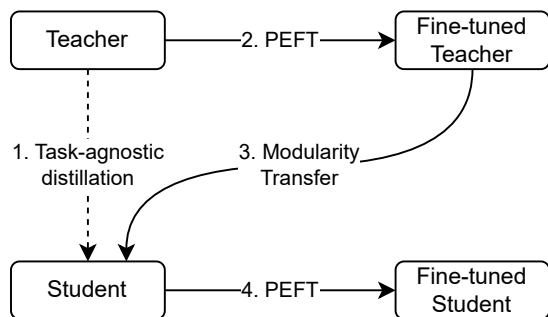 Teacher
2. PEFT
Fine-tuned
Teacher
1. Task-agnostic
distillation
3. Modularity
Transfer
Student
4. PEFT
Fine-tuned
Student